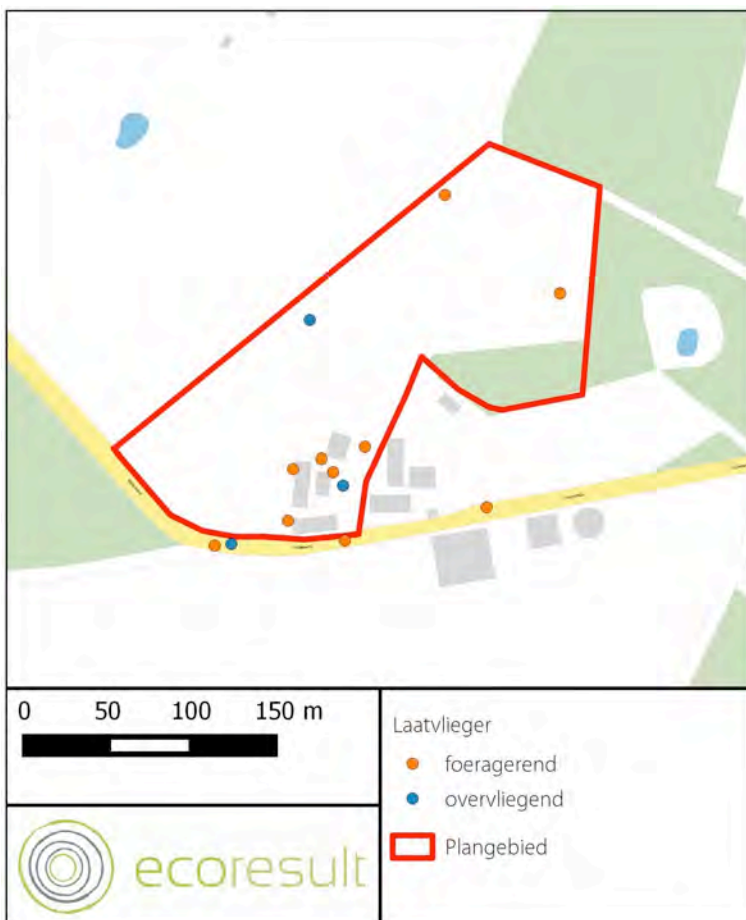 0 50 100 150 m
Laatvlieger
foeragerend
overvliegend
Plangebied
ecoresult